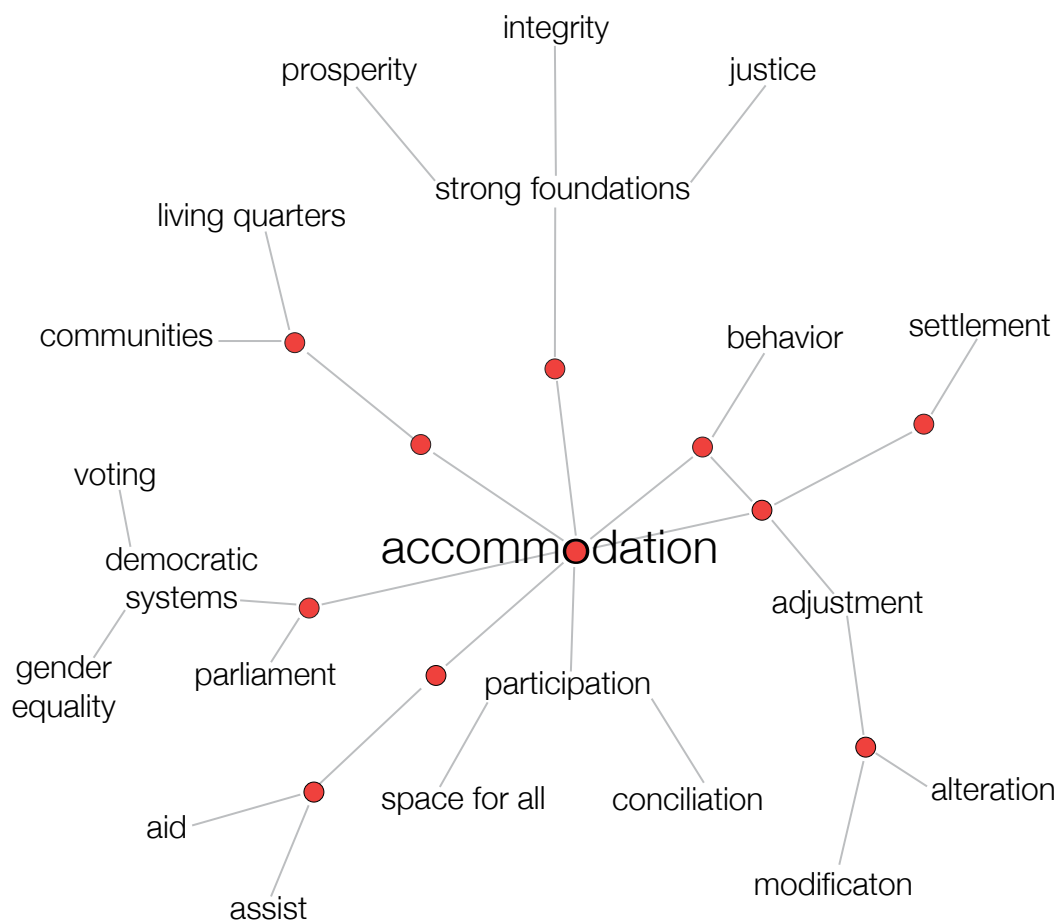 integrity
prosperity
justice
strong foundations
living quarters
settlement
communities
behavior
voting
accommodation
democratic
systems
adjustment
gender
equality
parliament
participation
space for all
conciliation
alteration
aid
modificaton
assist